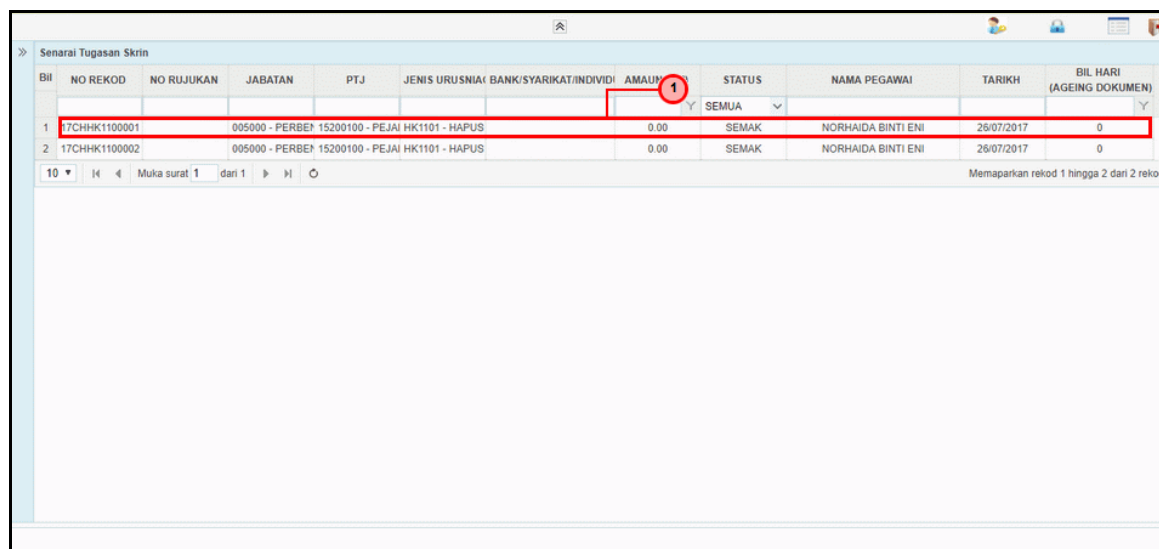 Senarai Tugasan Skrin
Bil NO REKOD NO RUJUKAN JABATAN PTJ JENIS URUSNIA( BANK/SYARIKAT/INDIVIDU AMAUN STATUS NAMA PEGAWAI TARIKH BIL HARI (AGEING DOKUMEN)
1
SEMUA
1 17CHHK1100001 005000 - PERBEN 15200100 - PEJAI HK1101 - HAPUS 0.00 SEMAK NORHAIDA BINTI ENI 26/07/2017 0
2 17CHHK1100002 005000 - PERBEN 15200100 - PEJAI HK1101 - HAPUS 0.00 SEMAK NORHAIDA BINTI ENI 26/07/2017 0
10 Muka surat 1 dari 1 Memaparkan rekod 1 hingga 2 dari 2 reko